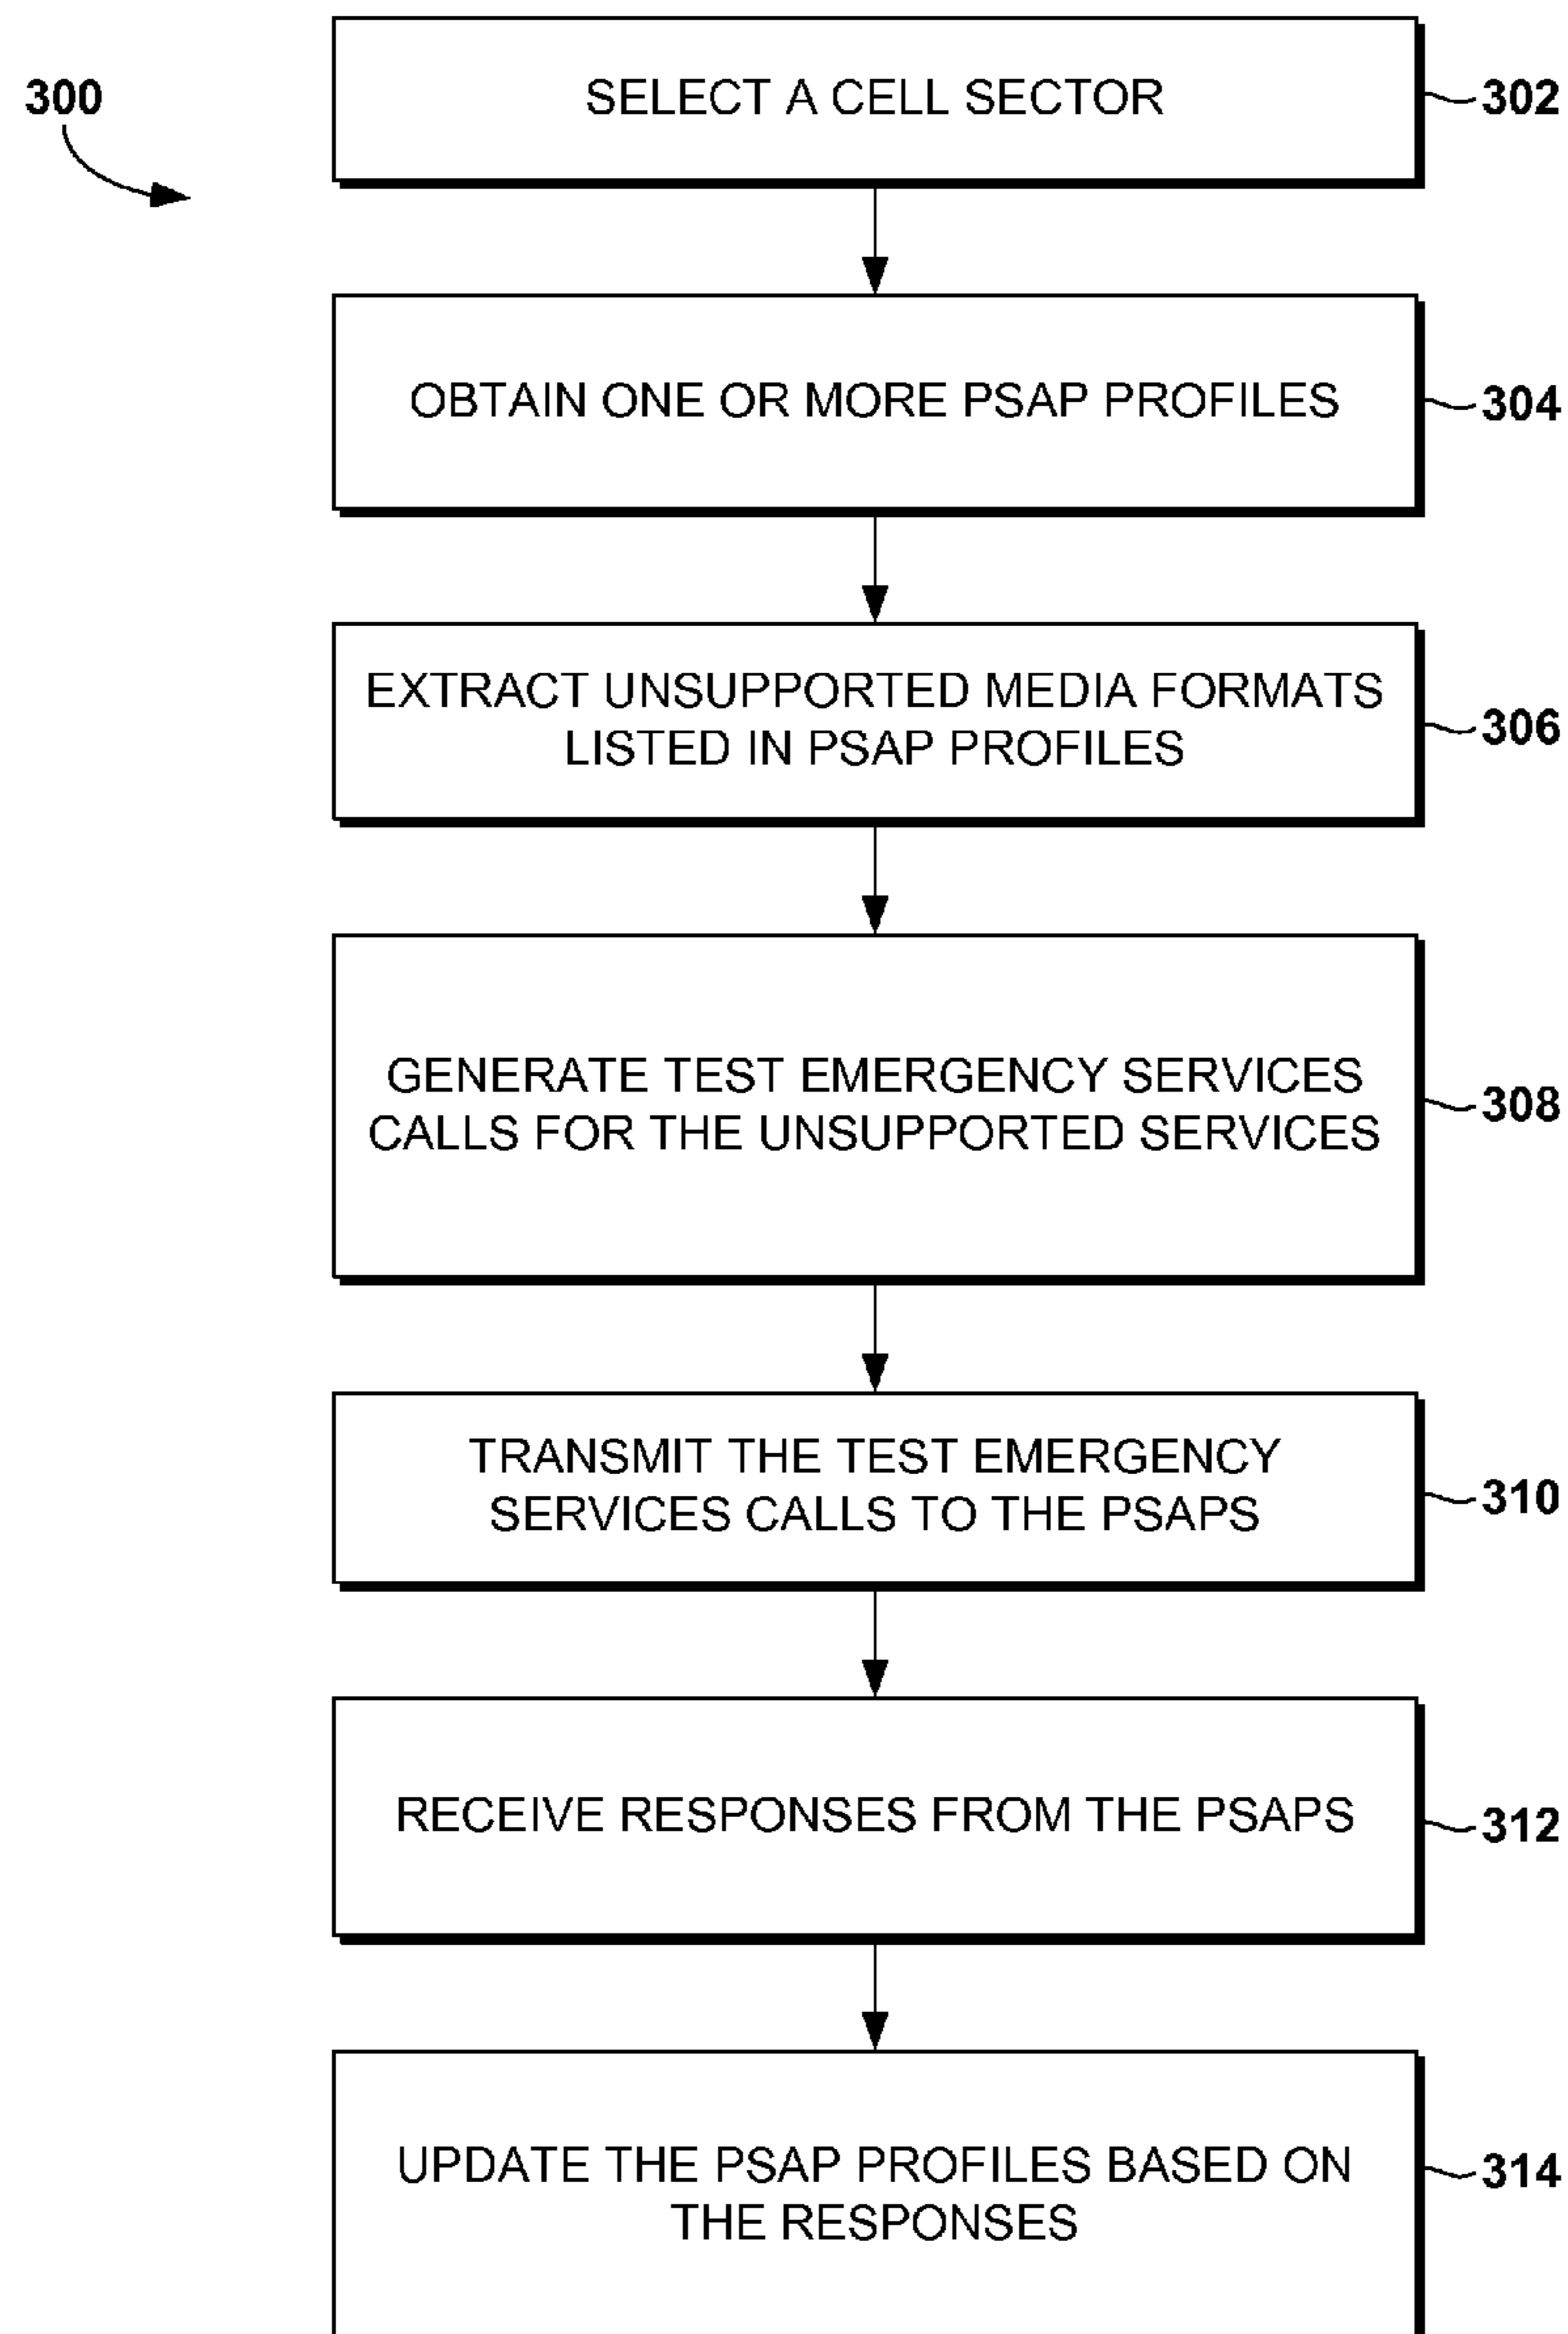 300
SELECT A CELL SECTOR
302
OBTAIN ONE OR MORE PSAP PROFILES
304
EXTRACT UNSUPPORTED MEDIA FORMATS
LISTED IN PSAP PROFILES
306
GENERATE TEST EMERGENCY SERVICES
CALLS FOR THE UNSUPPORTED SERVICES
308
TRANSMIT THE TEST EMERGENCY
SERVICES CALLS TO THE PSAPS
310
RECEIVE RESPONSES FROM THE PSAPS
312
UPDATE THE PSAP PROFILES BASED ON
THE RESPONSES
314